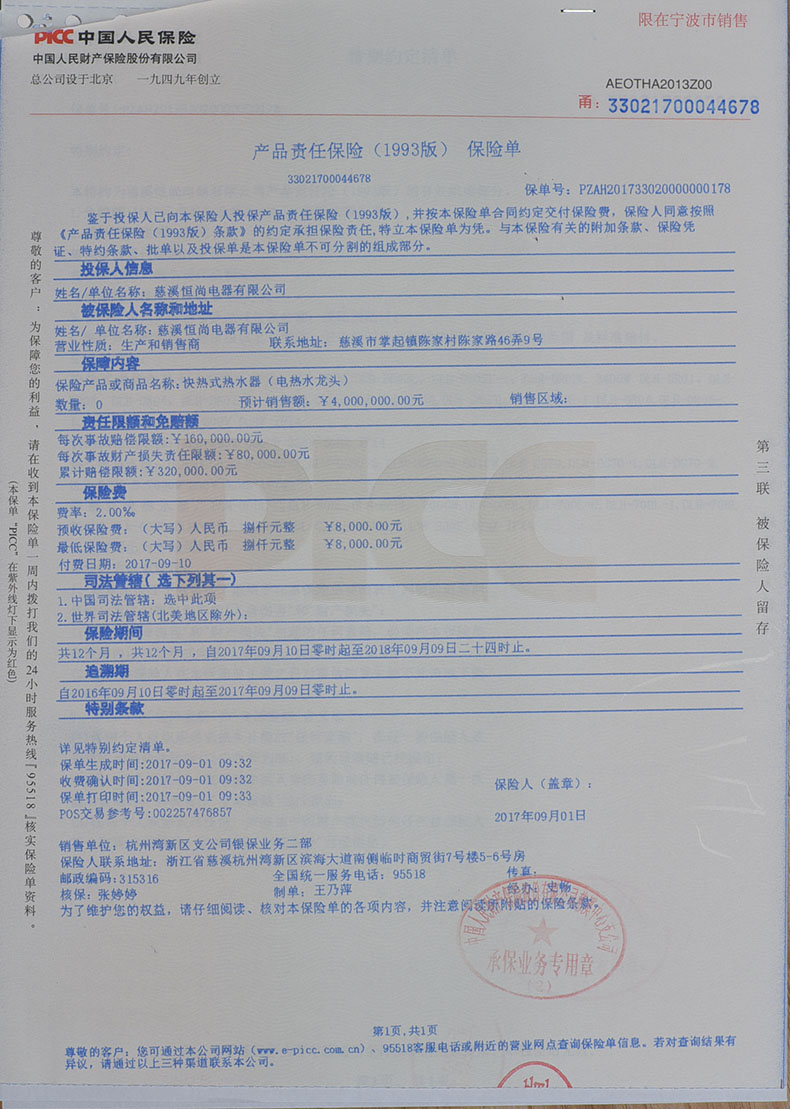 限在宁波市销售
PICC 中国人民保险
中国人民财产保险股份有限公司
总公司设于北京 一九四九年创立
AEOTHA2013Z00
甬：33021700044678
产品责任保险（1993版） 保险单
33021700044678
保单号：PZAH201733020000000178
鉴于投保人已向本保险人投保产品责任保险（1993版），并按本保险单合同约定交付保险费，保险人同意按照
《产品责任保险（1993版）条款》的约定承担保险责任，特立本保险单为凭。与本保险有关的附加条款、保险凭
证、特约条款、批单以及投保单是本保险单不可分割的组成部分。
投保人信息
姓名/单位名称：慈溪恒尚电器有限公司
被保险人名称和地址
姓名/ 单位名称：慈溪恒尚电器有限公司
营业性质：生产和销售商 联系地址： 慈溪市掌起镇陈家村陈家路46弄9号
保障内容
保险产品或商品名称：快热式热水器（电热水龙头）
数量：0 预计销售额：￥4,000,000.00元 销售区域：
责任限额和免赔额
每次事故赔偿限额：￥160,000.00元
每次事故财产损失责任限额：￥80,000.00元
累计赔偿限额：￥320,000.00元
保险费
费率：2.00‰
预收保险费：（大写）人民币 捌仟元整 ￥8,000.00元
最低保险费：（大写）人民币 捌仟元整 ￥8,000.00元
付费日期：2017-09-10
司法管辖( 选下列其一)
1.中国司法管辖：选中此项
2.世界司法管辖(北美地区除外)：
保险期间
共12个月 ，共12个月 ，自2017年09月10日零时起至2018年09月09日二十四时止。
追溯期
自2016年09月10日零时起至2017年09月09日零时止。
特别条款
详见特别约定清单。
保单生成时间:2017-09-01 09:32
收费确认时间:2017-09-01 09:32
保单打印时间:2017-09-01 09:33
POS交易参考号:002257476857
保险人（盖章）：
2017年09月01日
销售单位：杭州湾新区支公司银保业务二部
保险人联系地址：浙江省慈溪杭州湾新区滨海大道南侧临时商贸街7号楼5-6号房
邮政编码:315316 全国统一服务电话：95518 传真:
核保：张婷婷 制单：王乃萍 经办：史畅
为了维护您的权益，请仔细阅读、核对本保险单的各项内容，并注意阅读所附贴的保险条款。
承保业务专用章
（2）
第1页,共1页
尊敬的客户：您可通过本公司网站（www.e-picc.com.cn）、95518客服电话或附近的营业网点查询保险单信息。若对查询结果有
异议，请通过以上三种渠道联系本公司。
尊敬的客户：为保障您的利益，请在收到本保险单一周内拨打我们的24小时服务热线『95518』核实保险单资料。
(本保单“PICC”在紫外线灯下显示为红色)
第三联 被保险人留存
PICC